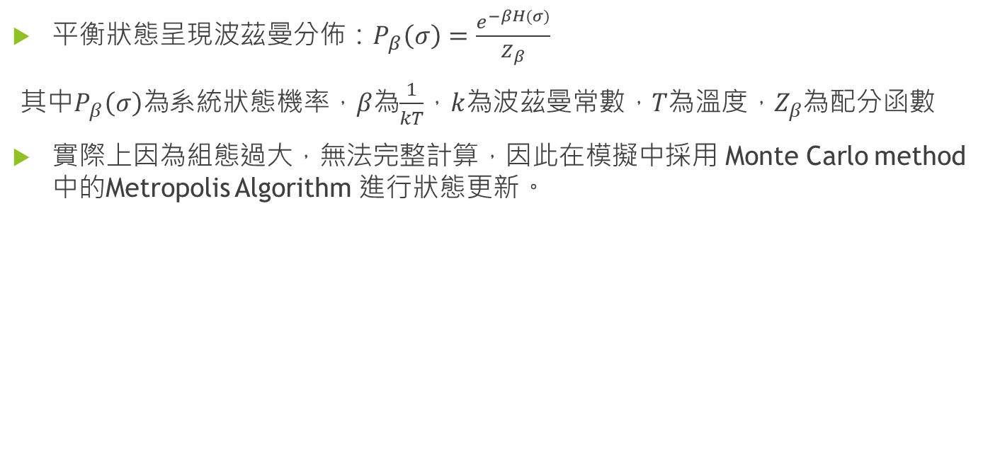 ▶ 平衡狀態呈現波茲曼分佈：$P_\beta(\sigma) = \frac{e^{-\beta H(\sigma)}}{Z_\beta}$
其中$P_\beta(\sigma)$為系統狀態機率，$\beta$為$\frac{1}{kT}$，$k$為波茲曼常數，$T$為溫度，$Z_\beta$為配分函數
▶ 實際上因為組態過大，無法完整計算，因此在模擬中採用 Monte Carlo method
中的Metropolis Algorithm 進行狀態更新。